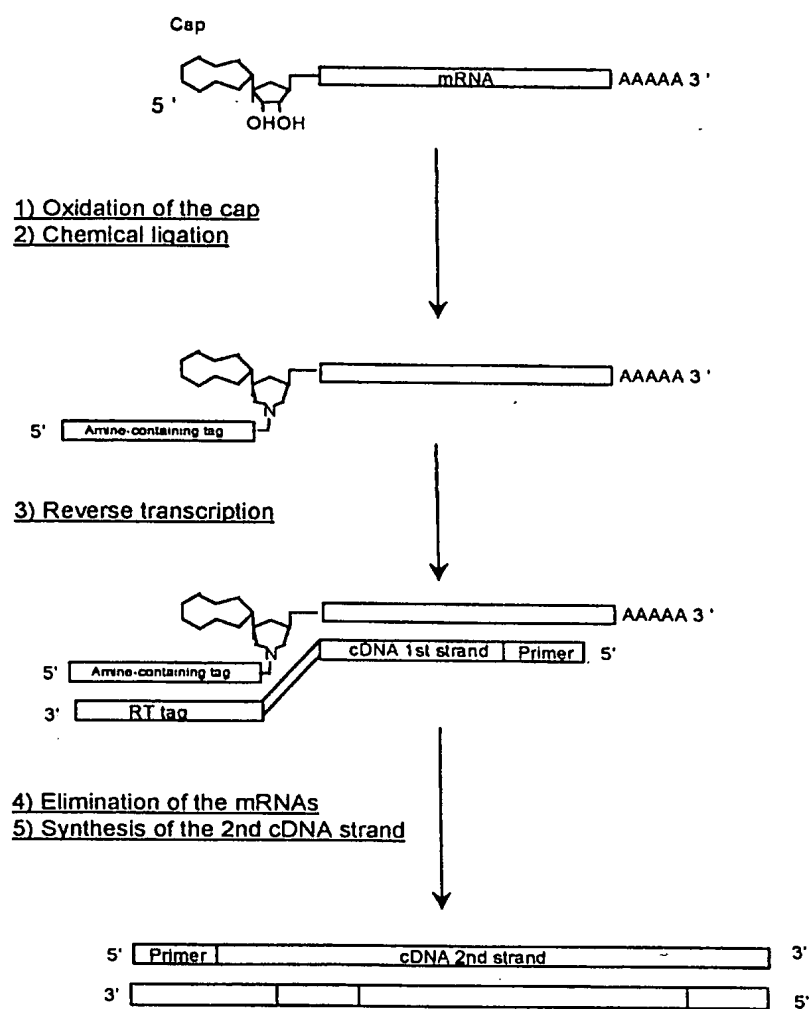 Cap
mRNA AAAAA 3 '
5 '
OHOH
1) Oxidation of the cap
2) Chemical ligation
AAAAA 3 '
N
5' Amine-containing tag
3) Reverse transcription
AAAAA 3 '
N
cDNA 1st strand Primer 5'
5' Amine-containing tag
3' RT tag
4) Elimination of the mRNAs
5) Synthesis of the 2nd cDNA strand
5' Primer cDNA 2nd strand 3'
3' 5'